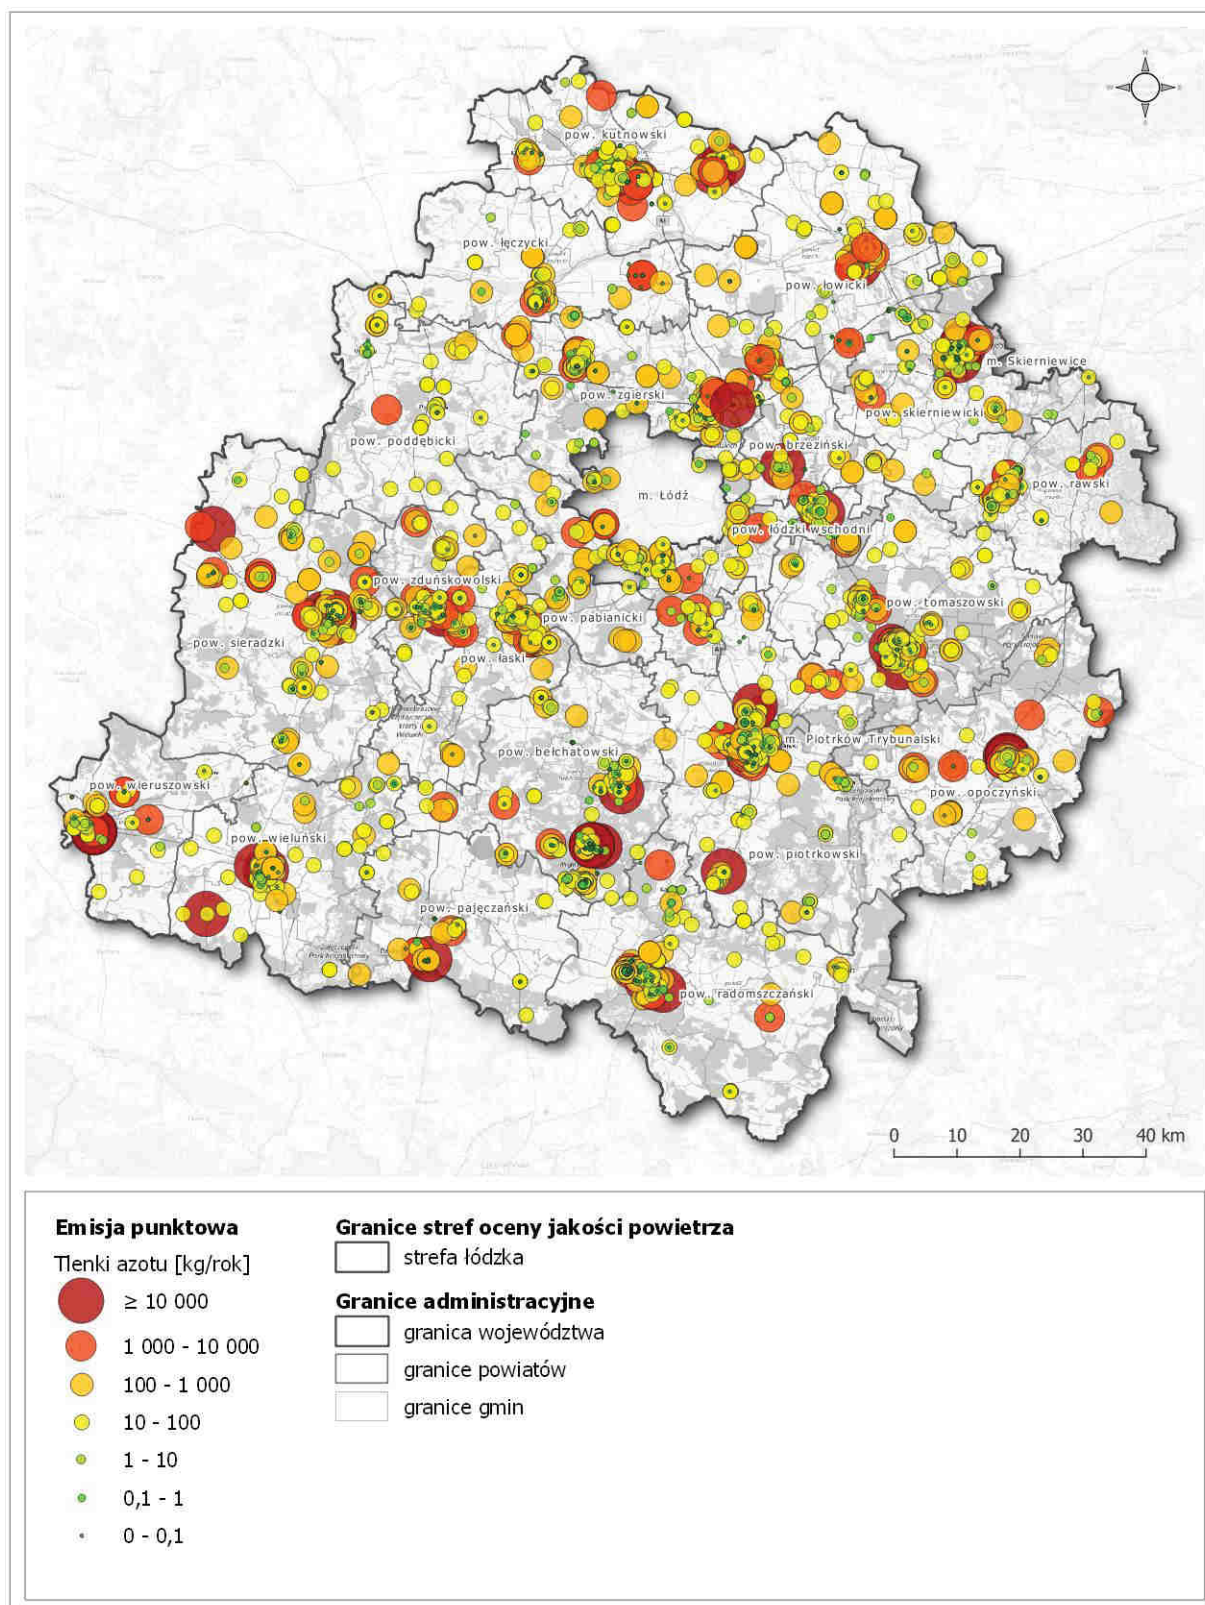 N
W
E
S
pow. kutnowski
pow. łęczycki
pow. łowicki
m. Skierniewice
pow. zgierski
pow. skierniewicki
pow. poddębicki
pow. brzeziński
pow. rawski
m. Łódź
pow. łódzki wschodni
pow. zduńskowolski
pow. tomaszowski
pow. pabianicki
pow. sieradzki
pow. łaski
m. Piotrków Trybunalski
pow. bełchatowski
pow. wieruszowski
pow. opoczyński
pow. wieluński
pow. piotrkowski
pow. pajęczański
pow. radomszczański
0 10 20 30 40 km
Emisja punktowa
Tlenki azotu [kg/rok]
≥ 10 000
1 000 - 10 000
100 - 1 000
10 - 100
1 - 10
0,1 - 1
0 - 0,1
Granice stref oceny jakości powietrza
strefa łódzka
Granice administracyjne
granica województwa
granice powiatów
granice gmin